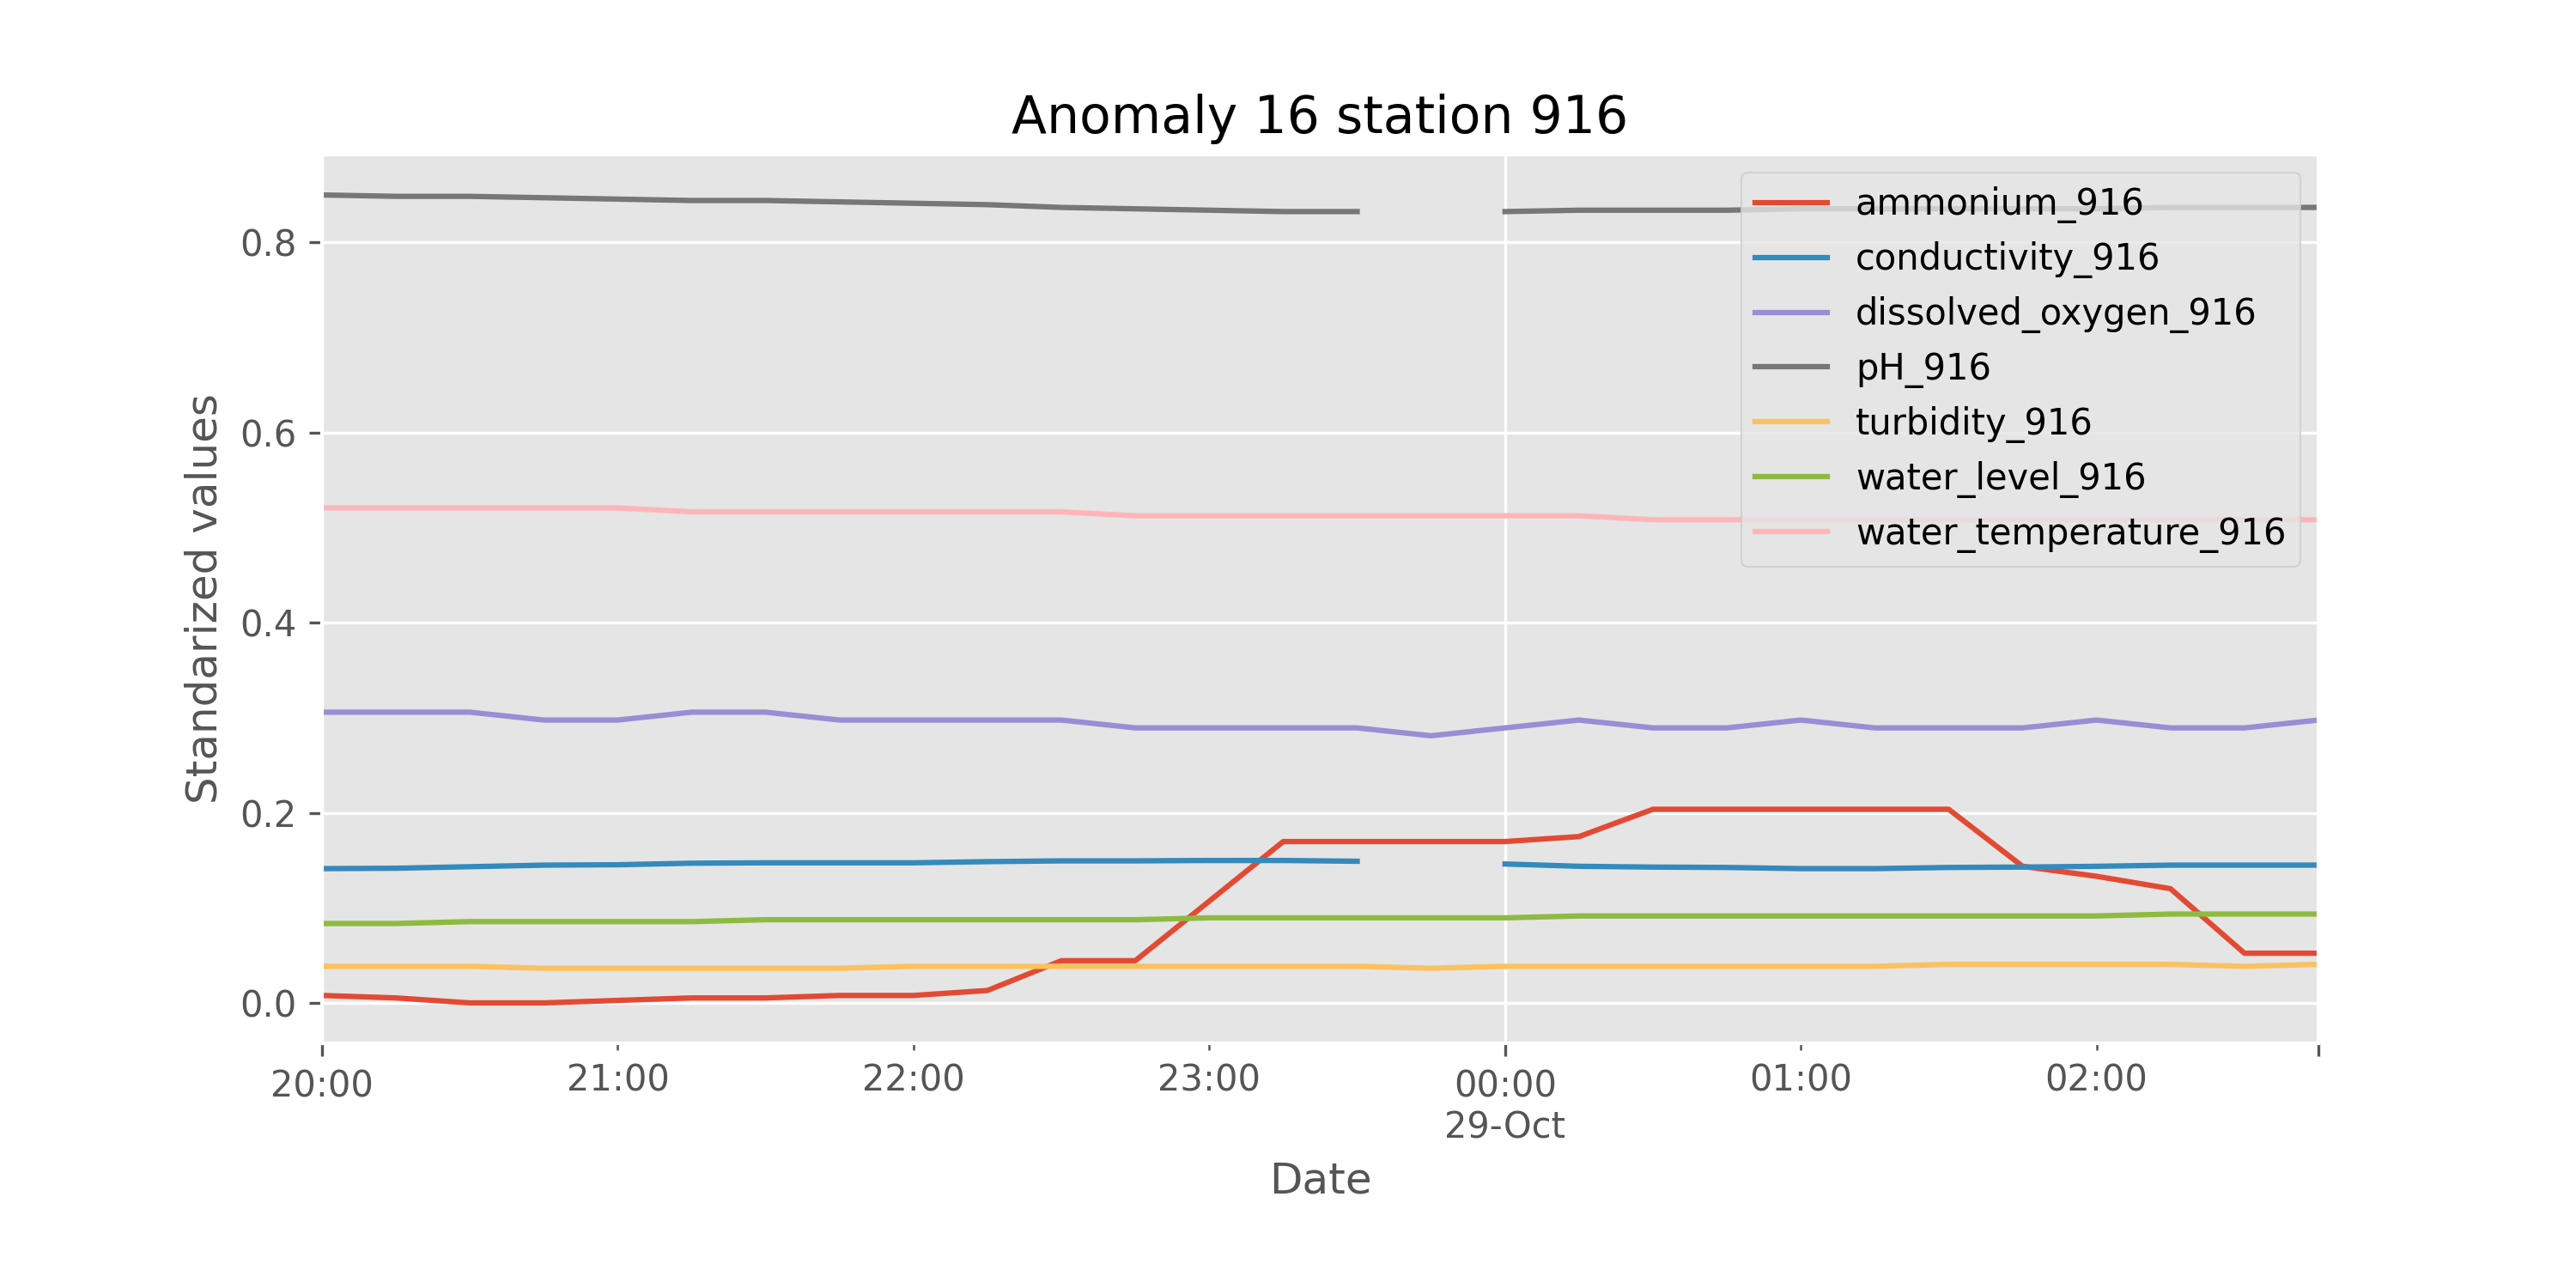 Anomaly 16 station 916
ammonium_916
conductivity_916
dissolved_oxygen_916
pH_916
turbidity_916
water_level_916
water_temperature_916
Standarized values
0.8
0.6
0.4
0.2
0.0
20:00 21:00 22:00 23:00 00:00 01:00 02:00
29-Oct
Date